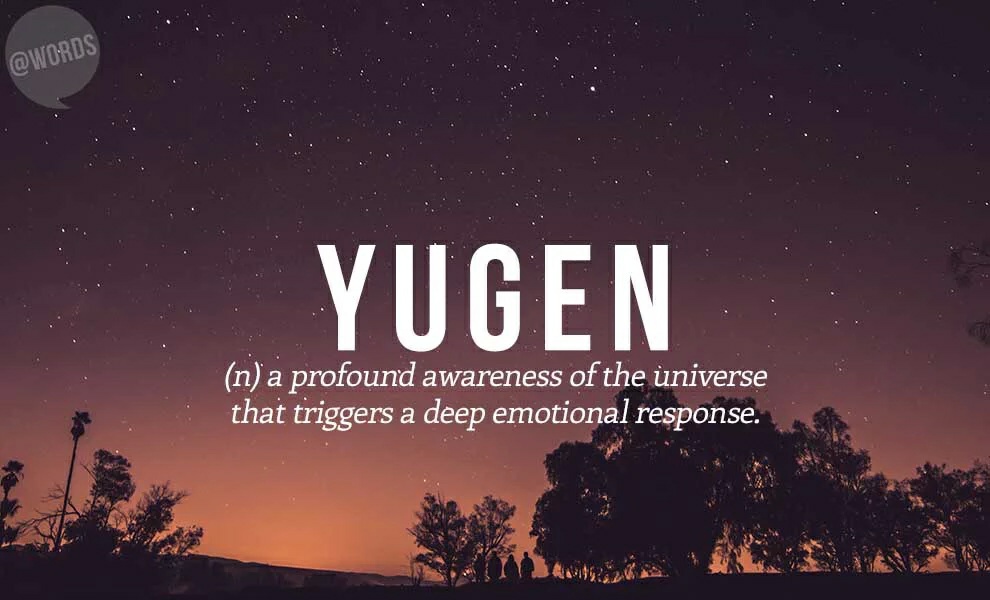 @WORDS
YUGEN
(n) a profound awareness of the universe
that triggers a deep emotional response.